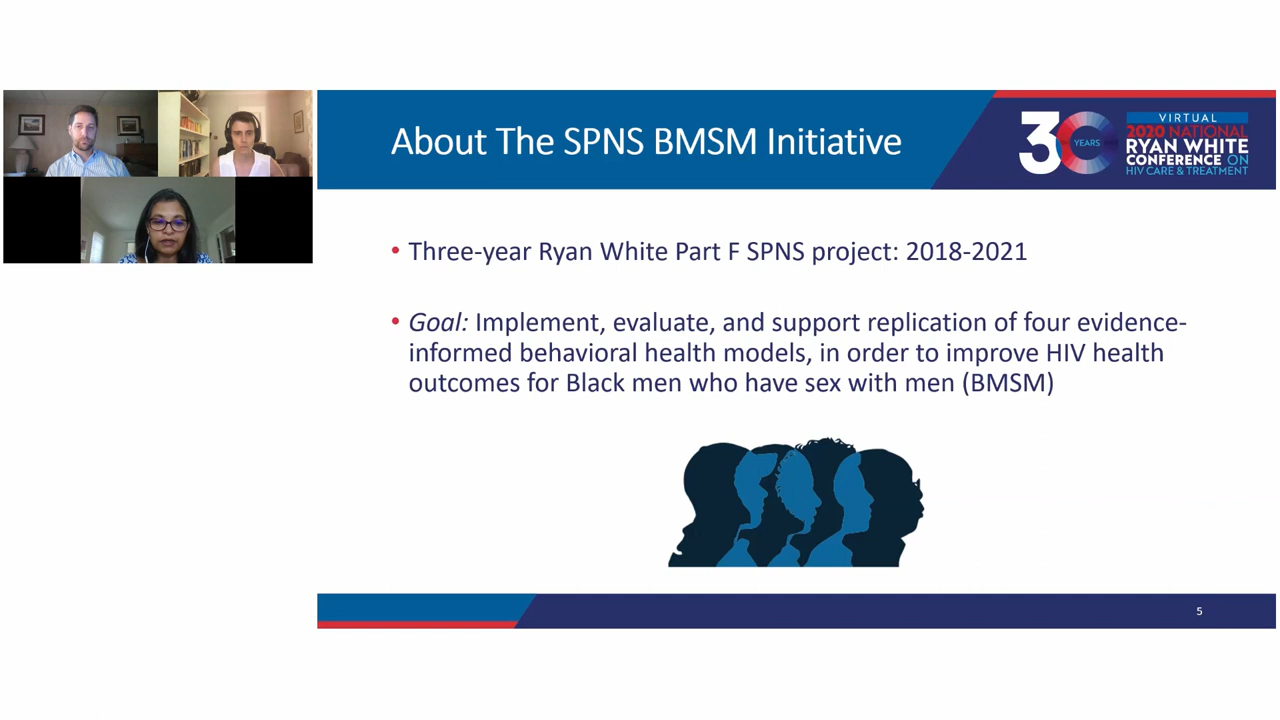 About The SPNS BMSM Initiative
30 YEARS
VIRTUAL
2020 NATIONAL
RYAN WHITE
CONFERENCE ON
HIV CARE & TREATMENT
• Three-year Ryan White Part F SPNS project: 2018-2021
• Goal: Implement, evaluate, and support replication of four evidence-
informed behavioral health models, in order to improve HIV health
outcomes for Black men who have sex with men (BMSM)
5